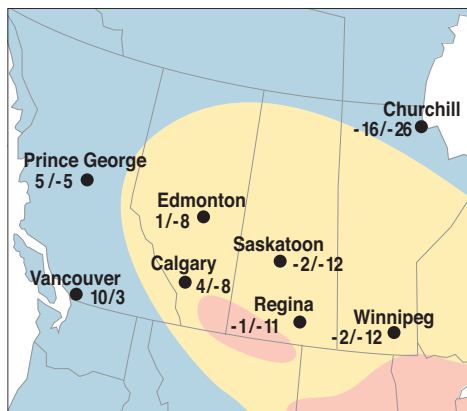 Churchill
-16/-26
Prince George
5/-5
Edmonton
1/-8
Saskatoon
-2/-12
Calgary
4/-8
Vancouver
10/3
Regina
-1/-11
Winnipeg
-2/-12